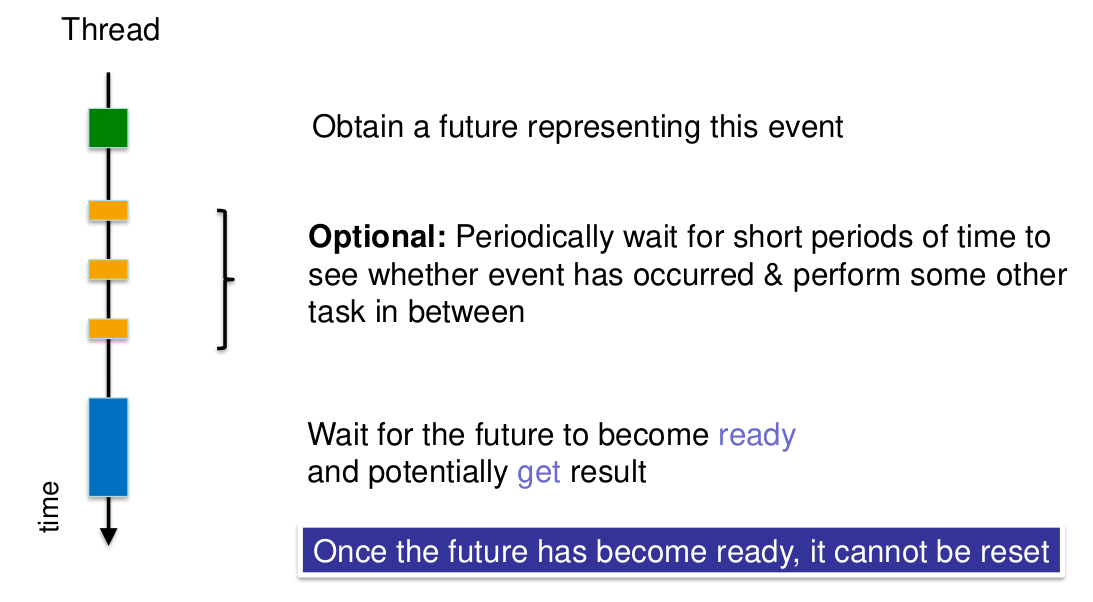 Thread
Obtain a future representing this event
Optional: Periodically wait for short periods of time to
see whether event has occurred & perform some other
task in between
Wait for the future to become ready
and potentially get result
time
Once the future has become ready, it cannot be reset